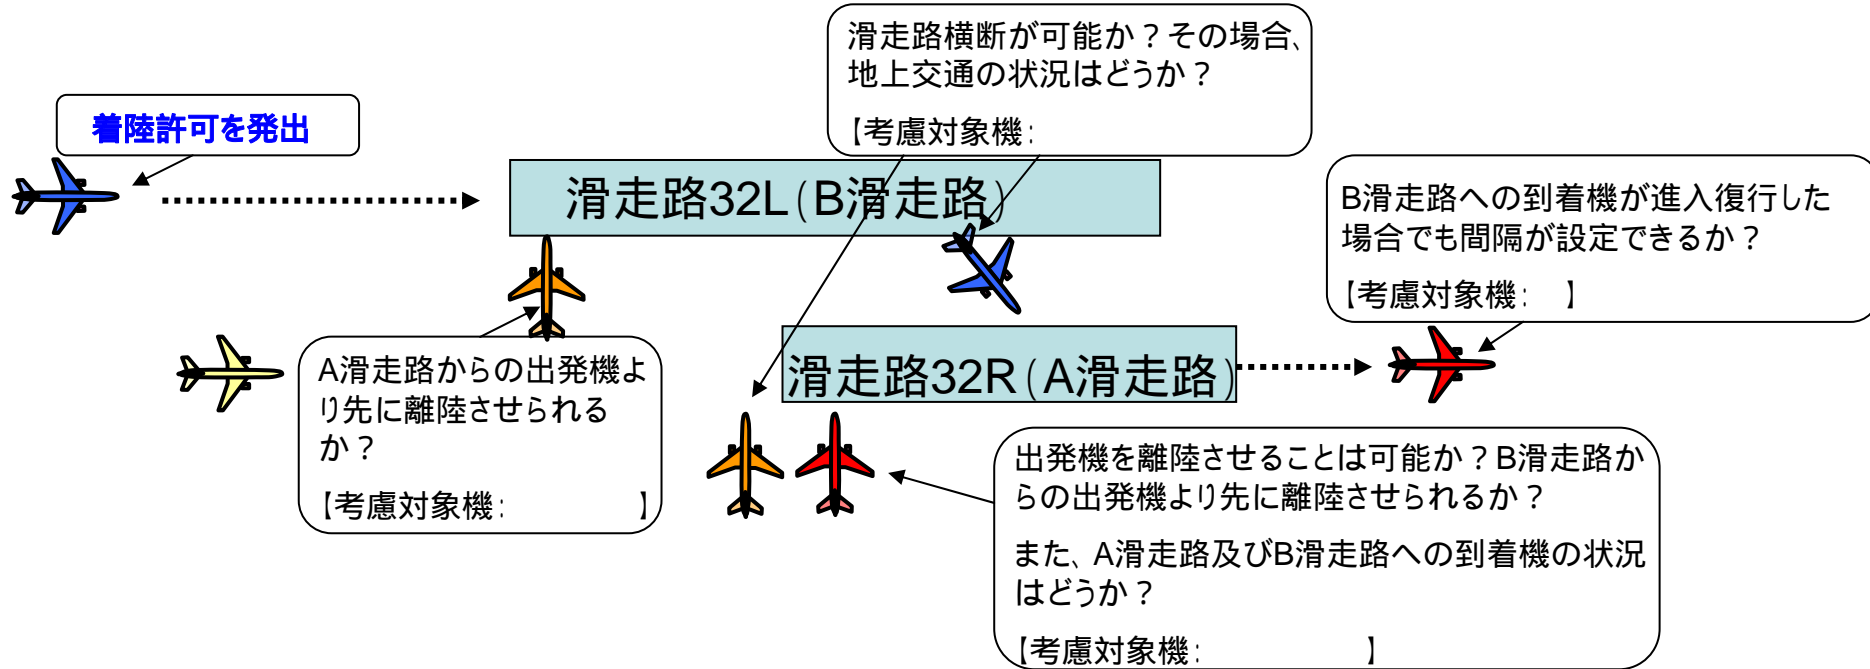 滑走路横断が可能か？その場合、
地上交通の状況はどうか？
【考慮対象機：
着陸許可を発出
滑走路32L（B滑走路）
B滑走路への到着機が進入復行した
場合でも間隔が設定できるか？
【考慮対象機：　】
A滑走路からの出発機よ
り先に離陸させられる
か？
【考慮対象機：　　　　】
滑走路32R（A滑走路）
出発機を離陸させることは可能か？B滑走路か
らの出発機より先に離陸させられるか？
また、A滑走路及びB滑走路への到着機の状況
はどうか？
【考慮対象機：　　　　　】